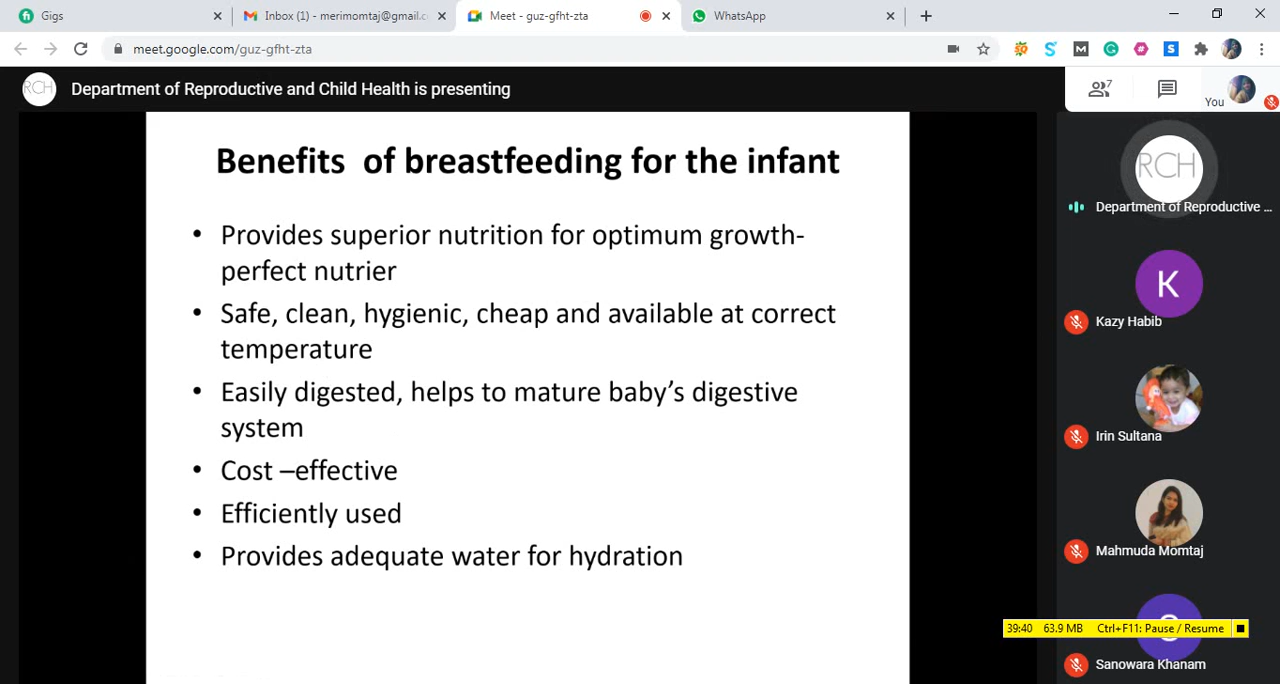 Gigs
Inbox (1) - merimomtaj@gmail.c
Meet - guz-gfht-zta
WhatsApp
meet.google.com/guz-gfht-zta
RCH
Department of Reproductive and Child Health is presenting
7
You
Benefits of breastfeeding for the infant
• Provides superior nutrition for optimum growth-
perfect nutrier
• Safe, clean, hygienic, cheap and available at correct
temperature
• Easily digested, helps to mature baby's digestive
system
• Cost –effective
• Efficiently used
• Provides adequate water for hydration
RCH
Department of Reproductive ...
K
Kazy Habib
Irin Sultana
Mahmuda Momtaj
39:40 63.9 MB Ctrl+F11: Pause / Resume
Sanowara Khanam